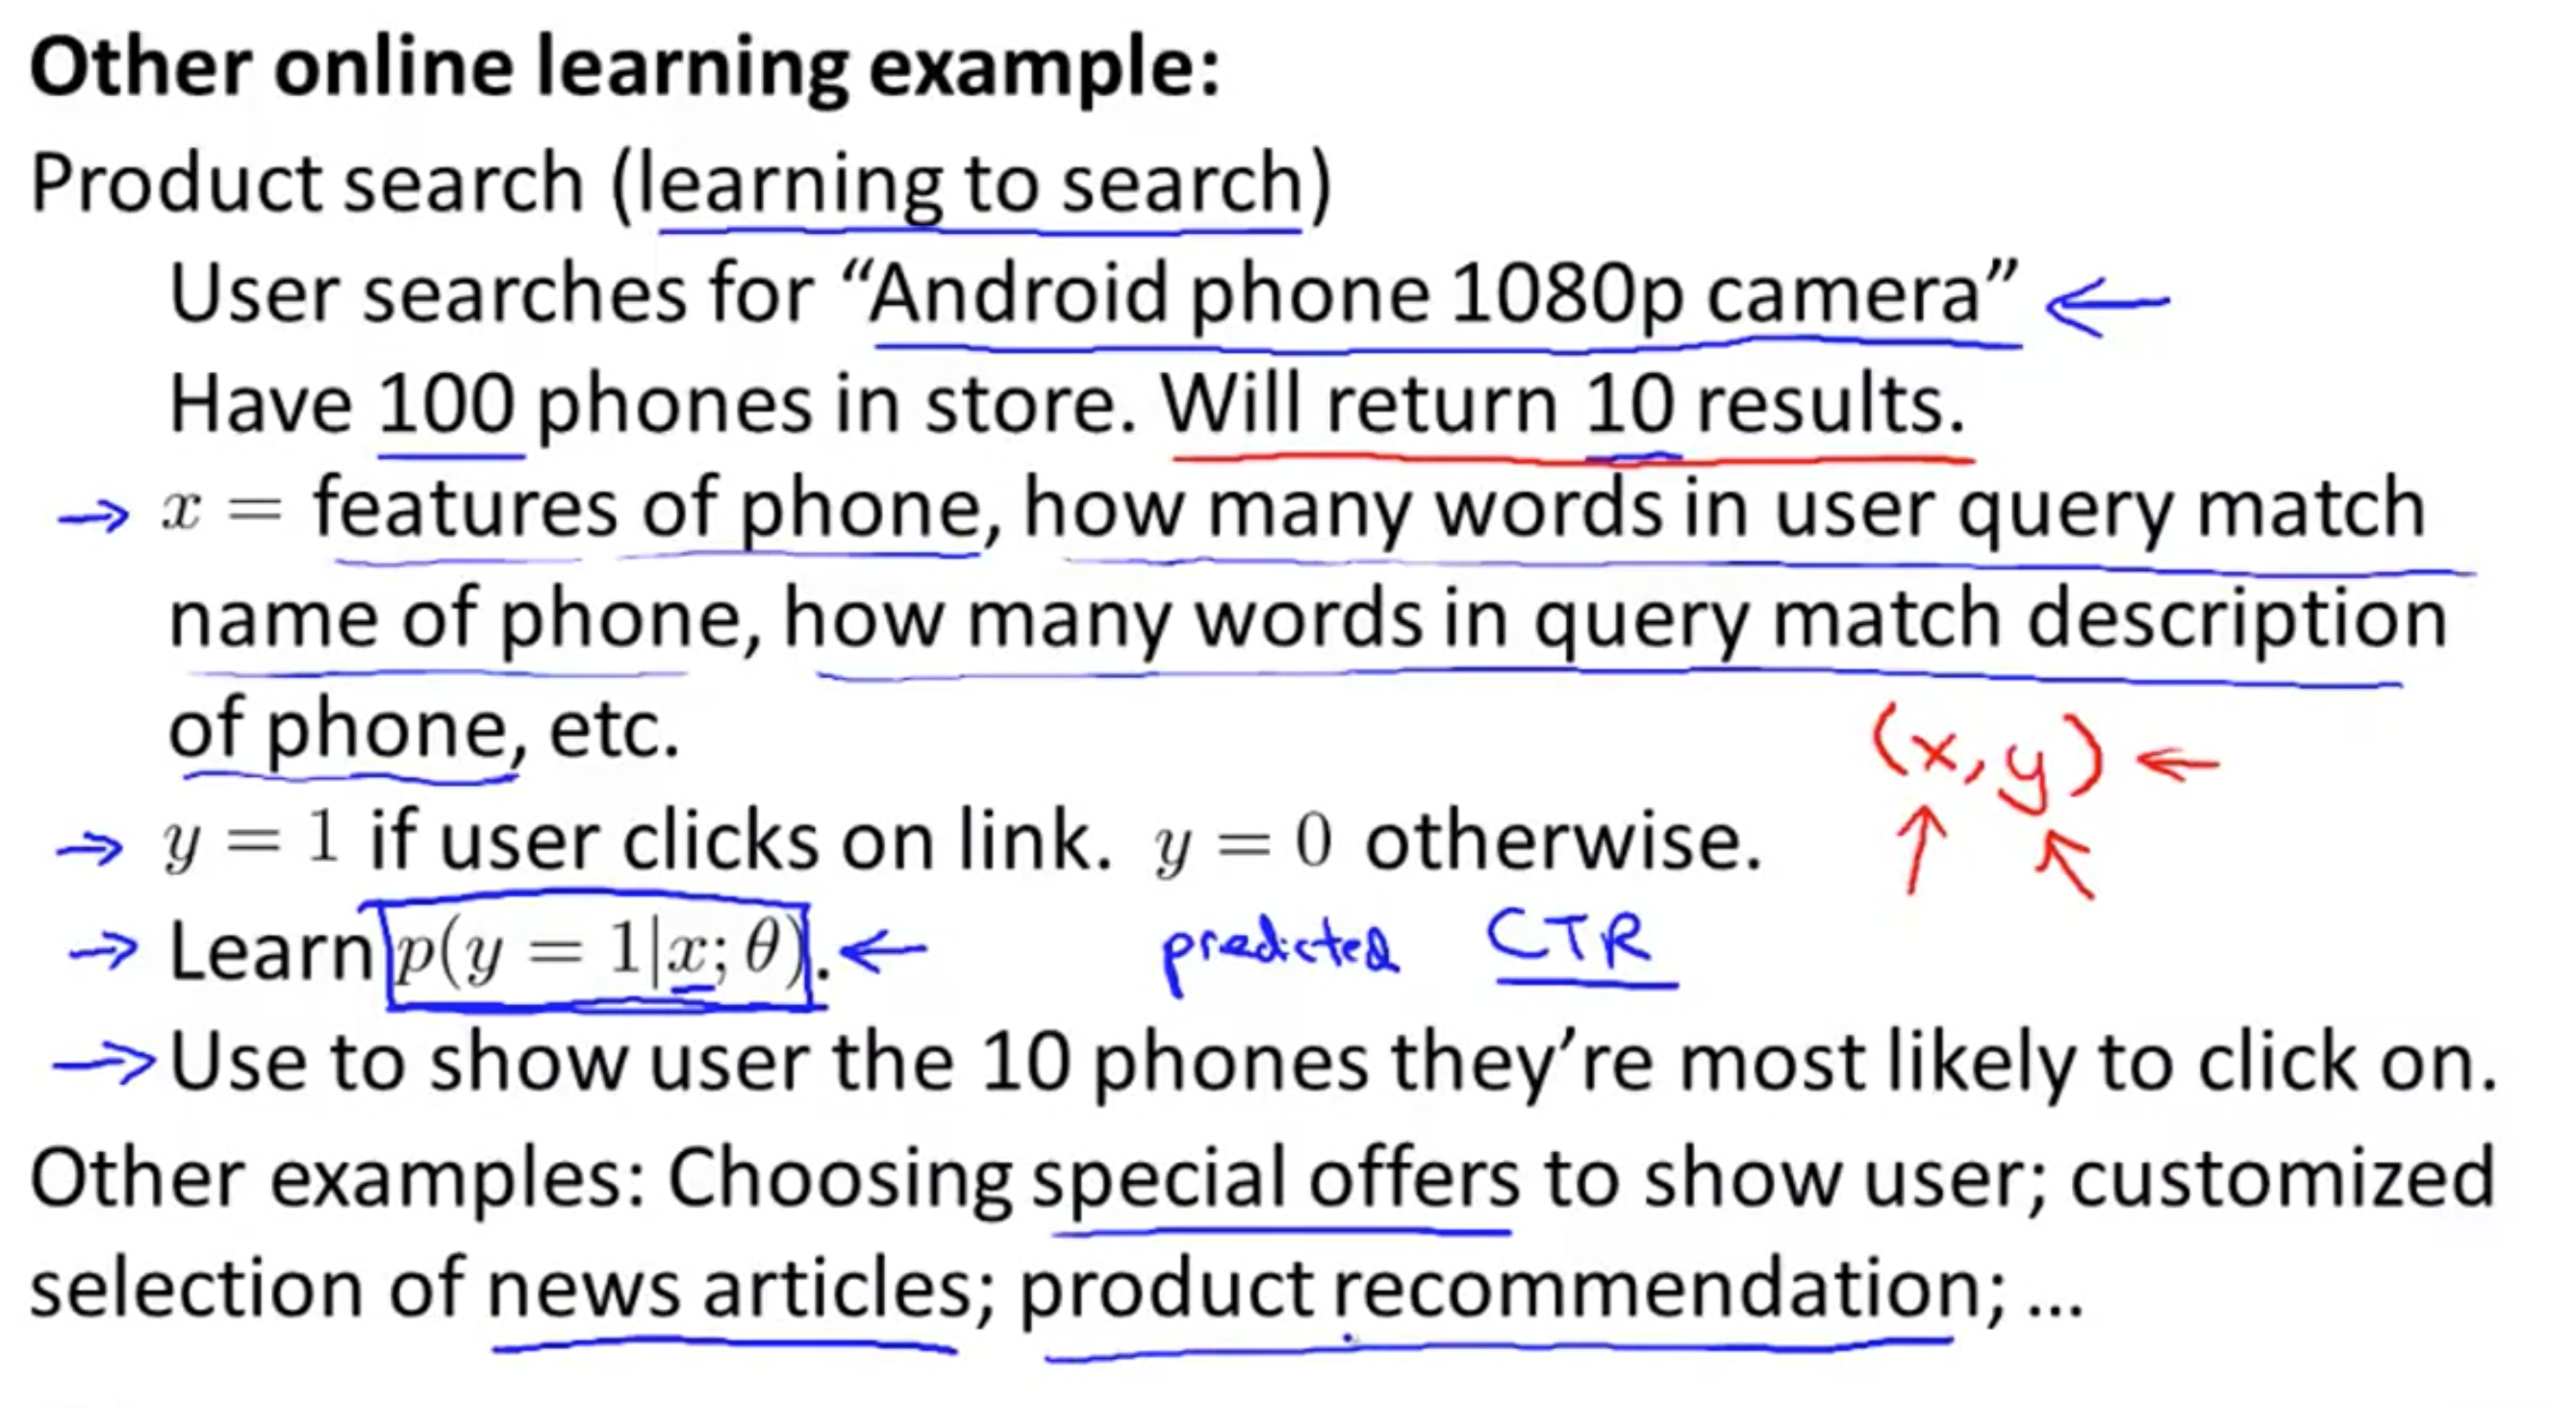 Other online learning example:
Product search (learning to search)
User searches for “Android phone 1080p camera”
Have 100 phones in store. Will return 10 results.
x = features of phone, how many words in user query match
name of phone, how many words in query match description
of phone, etc.
(x, y)
y = 1 if user clicks on link. y = 0 otherwise.
Learn p(y = 1|x; θ). predicted CTR
Use to show user the 10 phones they’re most likely to click on.
Other examples: Choosing special offers to show user; customized
selection of news articles; product recommendation; ...